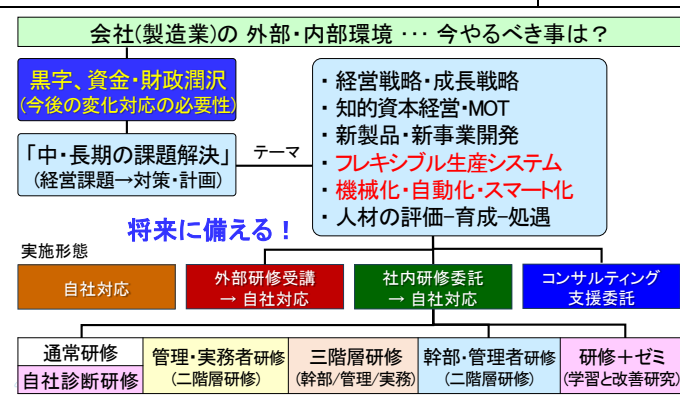 会社(製造業)の 外部・内部環境 ・・・ 今やるべき事は？
黒字、資金・財政潤沢
(今後の変化対応の必要性)
「中・長期の課題解決」
(経営課題→対策・計画)
テーマ
・経営戦略・成長戦略
・知的資本経営・MOT
・新製品・新事業開発
・フレキシブル生産システム
・機械化・自動化・スマート化
・人材の評価−育成−処遇
将来に備える！
実施形態
自社対応
外部研修受講
→ 自社対応
社内研修委託
→ 自社対応
コンサルティング
支援委託
通常研修
自社診断研修
管理・実務者研修
(二階層研修)
三階層研修
(幹部/管理/実務)
幹部・管理者研修
(二階層研修)
研修＋ゼミ
(学習と改善研究)